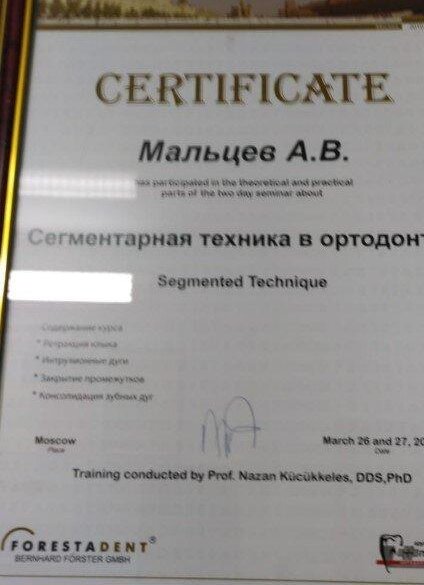 CERTIFICATE
Мальцев А.В.
has participated in the theoretical and practical
parts of the two day seminar about
Сегментарная техника в ортодонт
Segmented Technique
Содержание курса
* Ретракция клыка
* Интрузионные дуги
* Закрытие промежутков
* Консолидация зубных дуг
Moscow
March 26 and 27, 20
Place
Date
Training conducted by Prof. Nazan Kücükkeles, DDS,PhD
FORESTADENT®
BERNHARD FÖRSTER GMBH